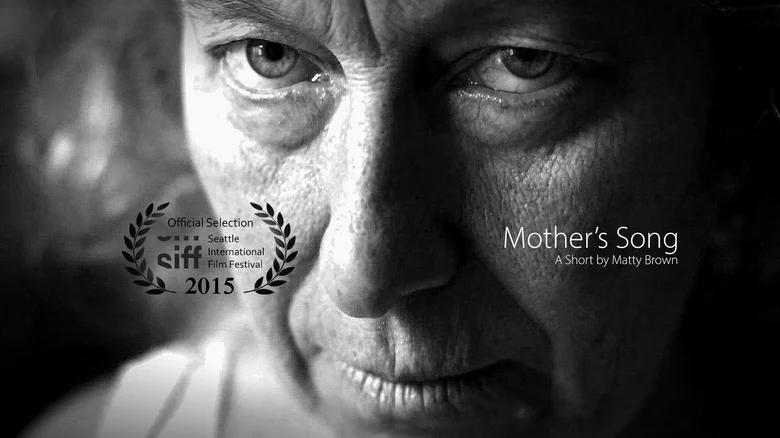 Official Selection
siff
Seattle
International
Film Festival
2015
Mother's Song
A Short by Matty Brown